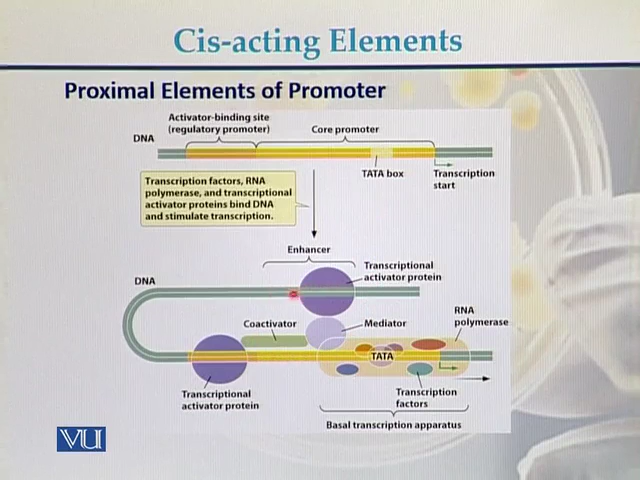 Cis-acting Elements
Proximal Elements of Promoter
Activator-binding site
(regulatory promoter)
Core promoter
DNA
TATA box
Transcription
start
Transcription factors, RNA
polymerase, and transcriptional
activator proteins bind DNA
and stimulate transcription.
Enhancer
Transcriptional
activator protein
DNA
RNA
polymerase
Coactivator
Mediator
TATA
Transcriptional
activator protein
Transcription
factors
Basal transcription apparatus
VU